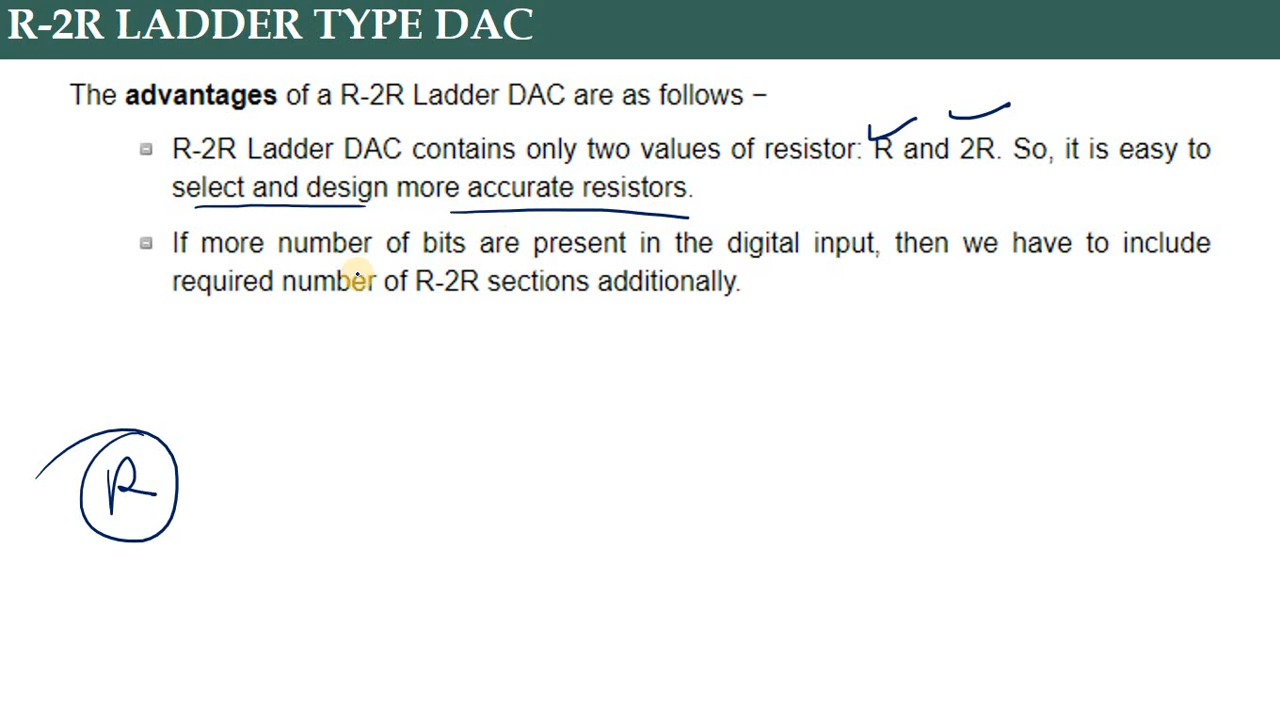 R-2R LADDER TYPE DAC
The advantages of a R-2R Ladder DAC are as follows −
R-2R Ladder DAC contains only two values of resistor: R and 2R. So, it is easy to
select and design more accurate resistors.
If more number of bits are present in the digital input, then we have to include
required number of R-2R sections additionally.
R